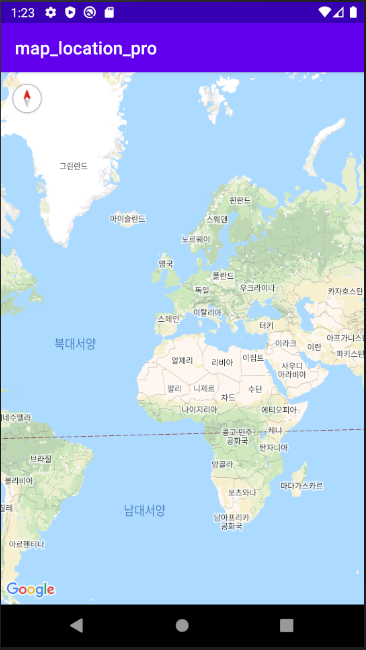 1:23
map_location_pro
그린란드
핀란드
아이슬란드
스웨덴
노르웨이
영국
폴란드
독일
우크라이나
카자흐스탄
이탈리아
스페인
터키
북대서양
이라크
아프가니스
이란
파키스탄
알제리
리비아
이집트
사우디
아라비아
말리
니제르
수단
차드
나이지리아
에티오피아
네수엘라
콩고 민주
공화국
케냐
탄자니아
브라질
앙골라
볼리비아
마다가스카르
보츠와나
칠레
남대서양
남아프리카
공화국
아르헨티나
Google